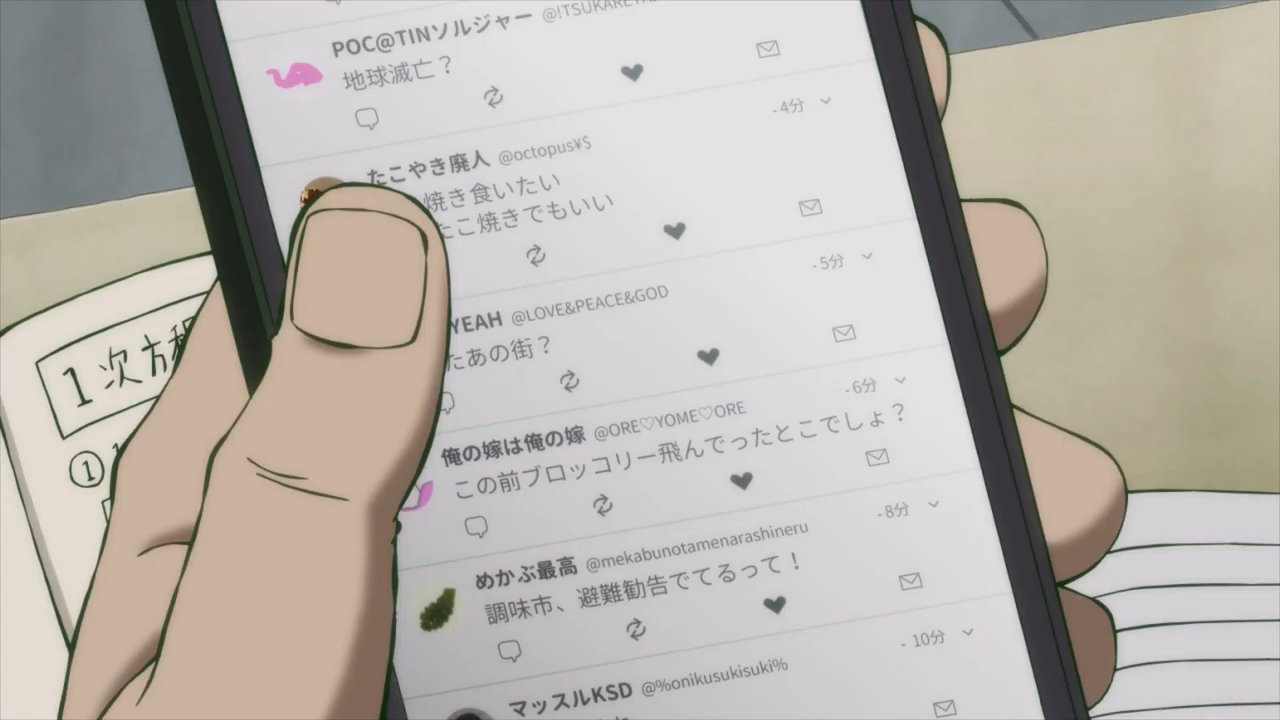 POC@TINソルジャー
地球滅亡？
-4分
たこやき廃人 @octopus¥$
焼き食いたい
たこ焼きでもいい
-5分
YEAH @LOVE&PEACE&GOD
たあの街？
-6分
俺の嫁は俺の嫁 @ORE♡YOME♡ORE
この前ブロッコリー飛んでったとこでしょ？
-8分
めかぶ最高 @mekabunotamenarashineru
調味市、避難勧告でてるって！
-10分
マッスルKSD @%onikusukisuki%
1次方程
①